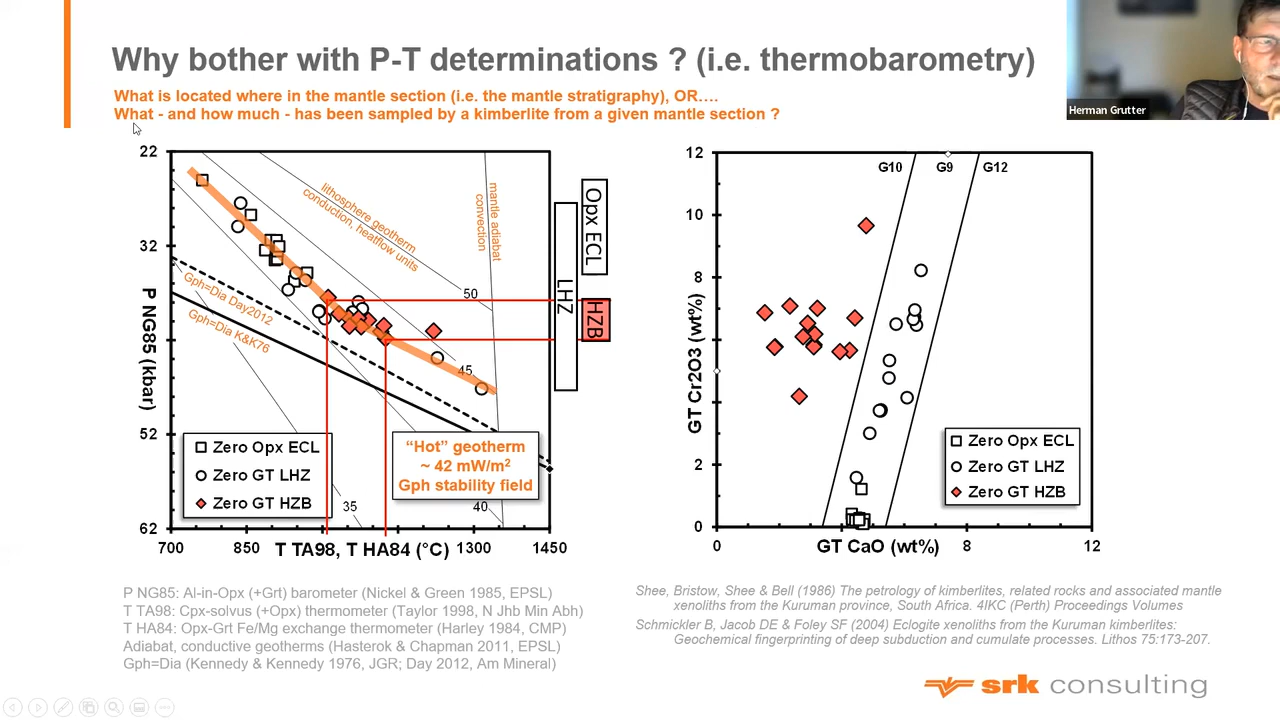 Why bother with P-T determinations ? (i.e. thermobarometry)
What is located where in the mantle section (i.e. the mantle stratigraphy), OR....
What - and how much - has been sampled by a kimberlite from a given mantle section ?
Herman Grutter
22
32
52
62
P NG85 (kbar)
700
850
1300
1450
T TA98, T HA84 (°C)
lithosphere geotherm
conduction, heatflow units
mantle adiabat
convection
Gph=Dia Day2012
Gph=Dia K&K76
50
45
40
35
Opx ECL
LHZ
HZB
Zero Opx ECL
Zero GT LHZ
Zero GT HZB
"Hot" geotherm
~ 42 mW/m²
Gph stability field
12
10
8
6
2
0
GT Cr2O3 (wt%)
G10
G9
G12
Zero Opx ECL
Zero GT LHZ
Zero GT HZB
0
GT CaO (wt%)
8
12
P NG85: Al-in-Opx (+Grt) barometer (Nickel & Green 1985, EPSL)
T TA98: Cpx-solvus (+Opx) thermometer (Taylor 1998, N Jhb Min Abh)
T HA84: Opx-Grt Fe/Mg exchange thermometer (Harley 1984, CMP)
Adiabat, conductive geotherms (Hasterok & Chapman 2011, EPSL)
Gph=Dia (Kennedy & Kennedy 1976, JGR; Day 2012, Am Mineral)
Shee, Bristow, Shee & Bell (1986) The petrology of kimberlites, related rocks and associated mantle
xenoliths from the Kuruman province, South Africa. 4IKC (Perth) Proceedings Volumes
Schmickler B, Jacob DE & Foley SF (2004) Eclogite xenoliths from the Kuruman kimberlites:
Geochemical fingerprinting of deep subduction and cumulate processes. Lithos 75:173-207.
srk consulting